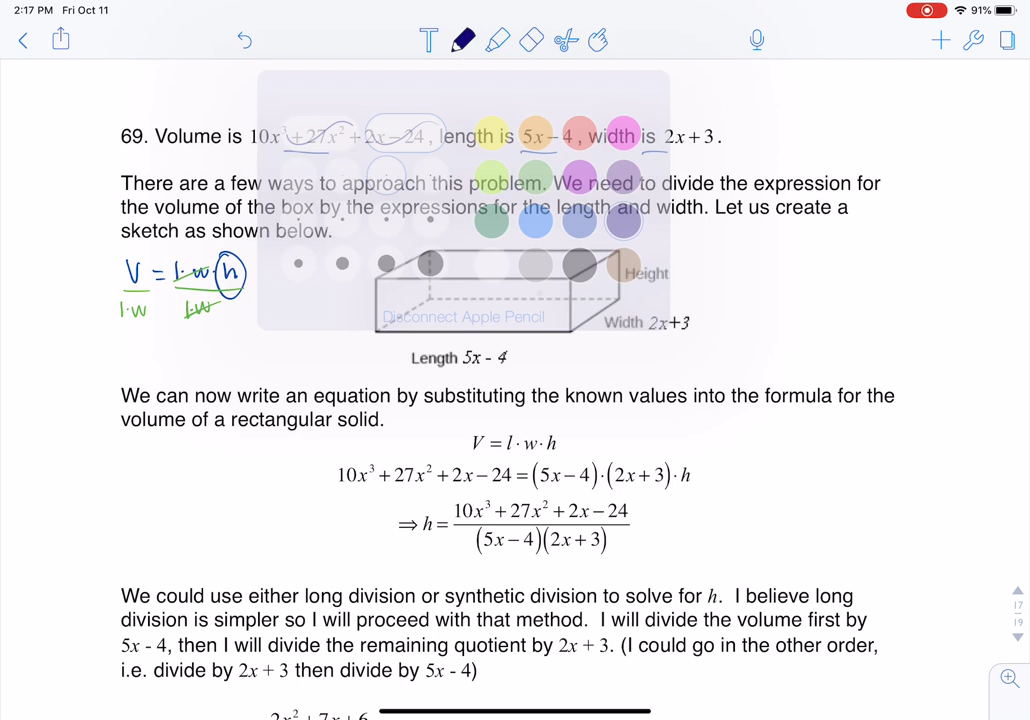 2:17 PM Fri Oct 11 91%
69. Volume is 10x³ + 27x² + 2x − 24, length is 5x − 4, width is 2x + 3.
There are a few ways to approach this problem. We need to divide the expression for
the volume of the box by the expressions for the length and width. Let us create a
sketch as shown below.
V = l·w·h
l·w l·w
Height
Disconnect Apple Pencil
Width 2x+3
Length 5x - 4
We can now write an equation by substituting the known values into the formula for the
volume of a rectangular solid.
V = l · w · h
10x³ + 27x² + 2x − 24 = (5x − 4)·(2x + 3)·h
⇒ h = 10x³ + 27x² + 2x − 24
(5x − 4)(2x + 3)
We could use either long division or synthetic division to solve for h. I believe long
division is simpler so I will proceed with that method. I will divide the volume first by
5x - 4, then I will divide the remaining quotient by 2x + 3. (I could go in the other order,
i.e. divide by 2x + 3 then divide by 5x - 4)
2x² + 7x + 6
17
19